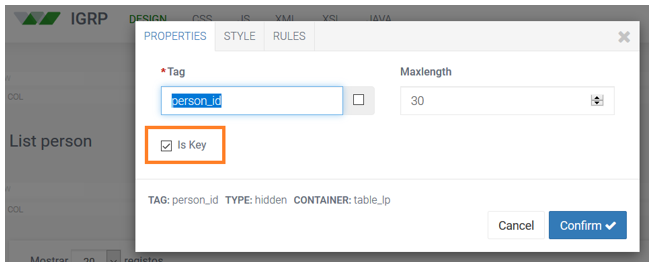 IGRP DESIGN CSS JS XML XSL JAVA
PROPERTIES STYLE RULES ×
* Tag Maxlength
person_id 30
Is Key
COL
List person
TAG: person_id TYPE: hidden CONTAINER: table_lp
COL
Cancel Confirm
Mostrar 20 registos